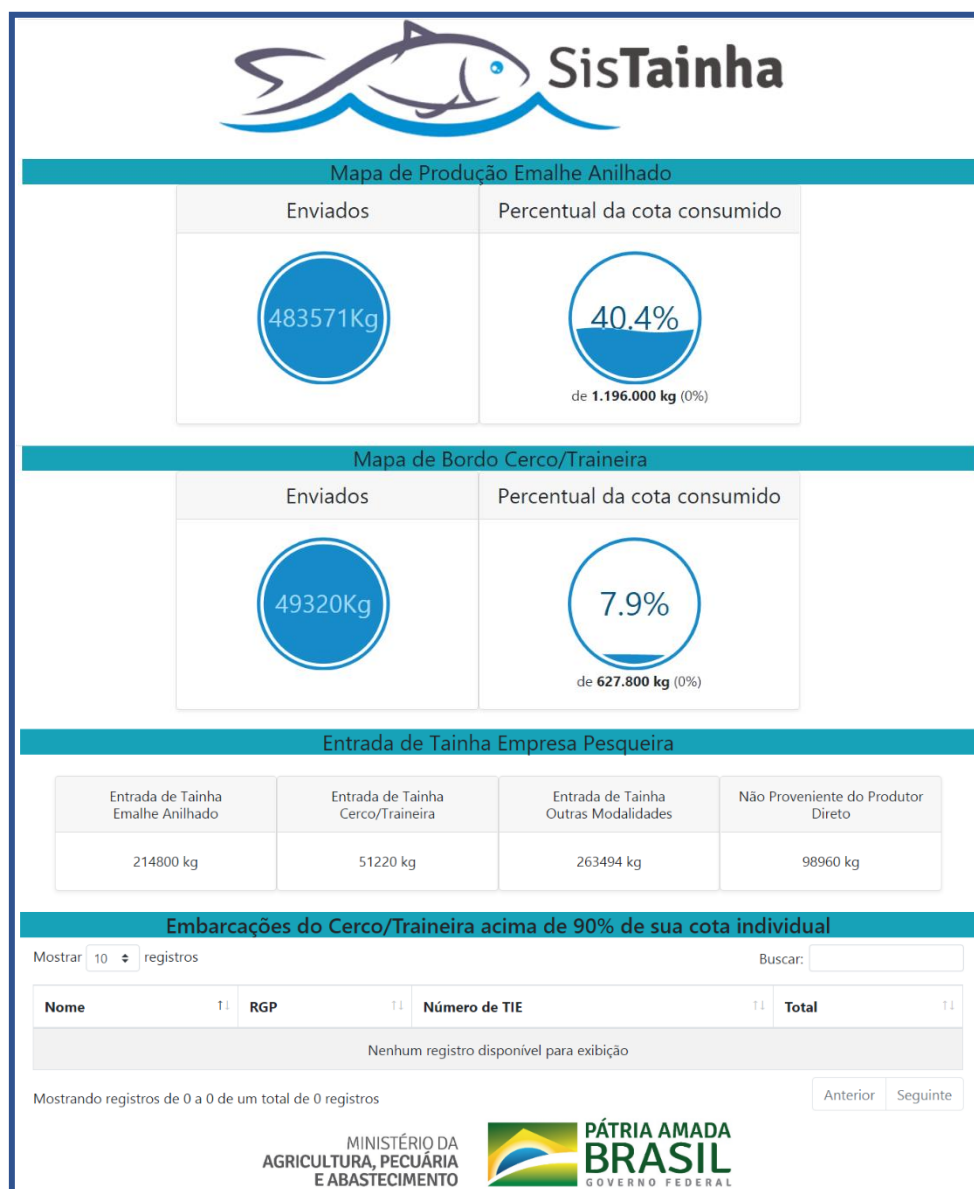 SisTainha
Mapa de Produção Emalhe Anilhado
Enviados
Percentual da cota consumido
483571Kg
40.4%
de 1.196.000 kg (0%)
Mapa de Bordo Cerco/Traineira
Enviados
Percentual da cota consumido
49320Kg
7.9%
de 627.800 kg (0%)
Entrada de Tainha Empresa Pesqueira
Entrada de Tainha
Emalhe Anilhado
Entrada de Tainha
Cerco/Traineira
Entrada de Tainha
Outras Modalidades
Não Proveniente do Produtor
Direto
214800 kg
51220 kg
263494 kg
98960 kg
Embarcações do Cerco/Traineira acima de 90% de sua cota individual
Mostrar 10 registros
Buscar:
Nome
RGP
Número de TIE
Total
Nenhum registro disponível para exibição
Mostrando registros de 0 a 0 de um total de 0 registros
Anterior
Seguinte
MINISTÉRIO DA
AGRICULTURA, PECUÁRIA
E ABASTECIMENTO
PÁTRIA AMADA
BRASIL
GOVERNO FEDERAL